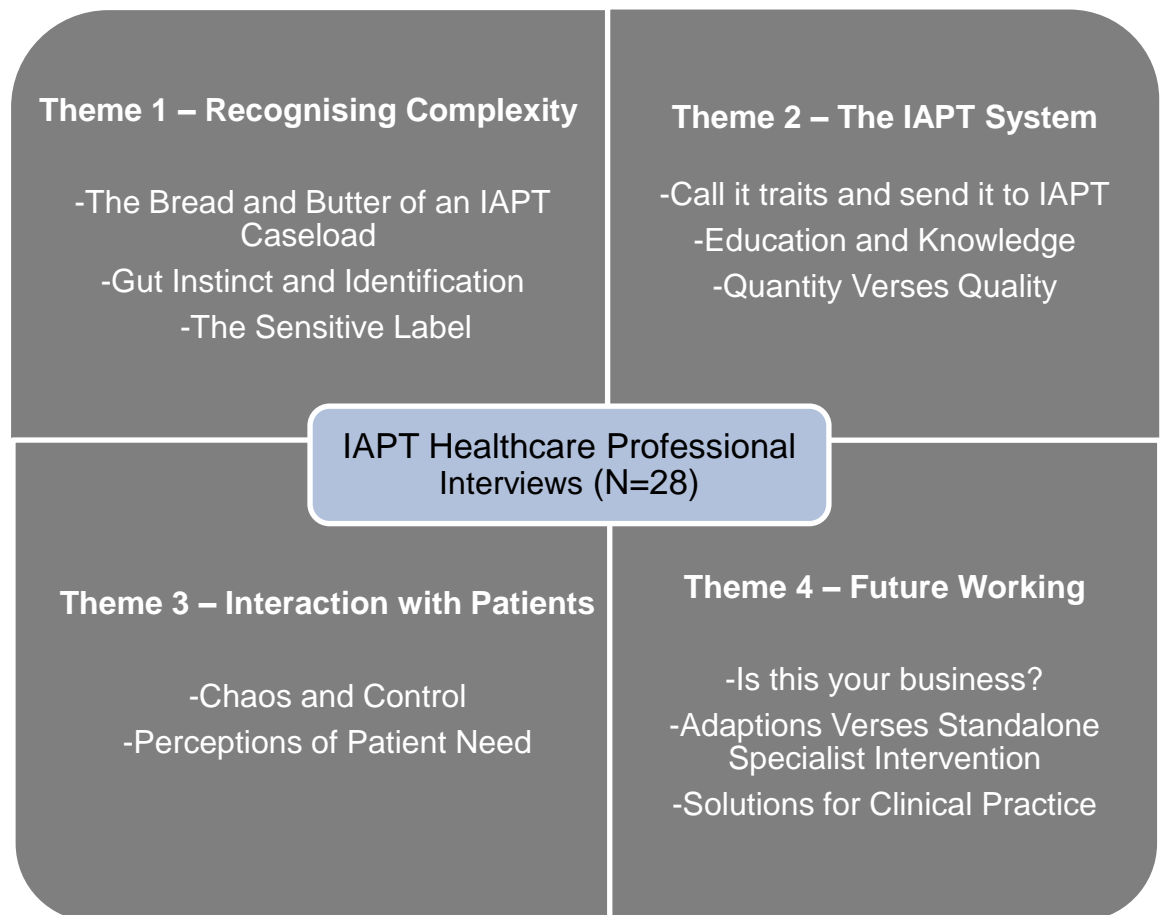 Theme 1 – Recognising Complexity
-The Bread and Butter of an IAPT
Caseload
-Gut Instinct and Identification
-The Sensitive Label
Theme 2 – The IAPT System
-Call it traits and send it to IAPT
-Education and Knowledge
-Quantity Verses Quality
IAPT Healthcare Professional
Interviews (N=28)
Theme 3 – Interaction with Patients
-Chaos and Control
-Perceptions of Patient Need
Theme 4 – Future Working
-Is this your business?
-Adaptions Verses Standalone
Specialist Intervention
-Solutions for Clinical Practice